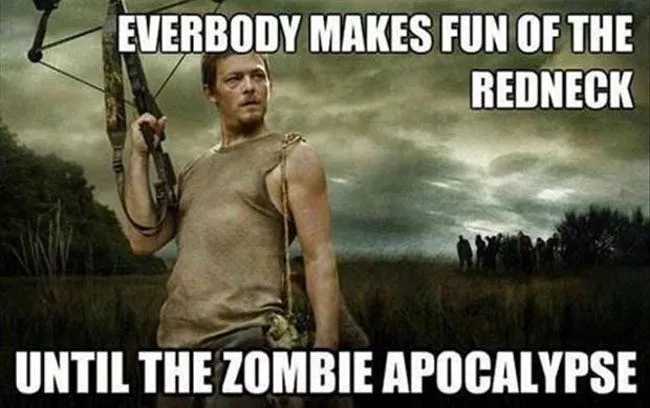 EVERBODY MAKES FUN OF THE
REDNECK
UNTIL THE ZOMBIE APOCALYPSE